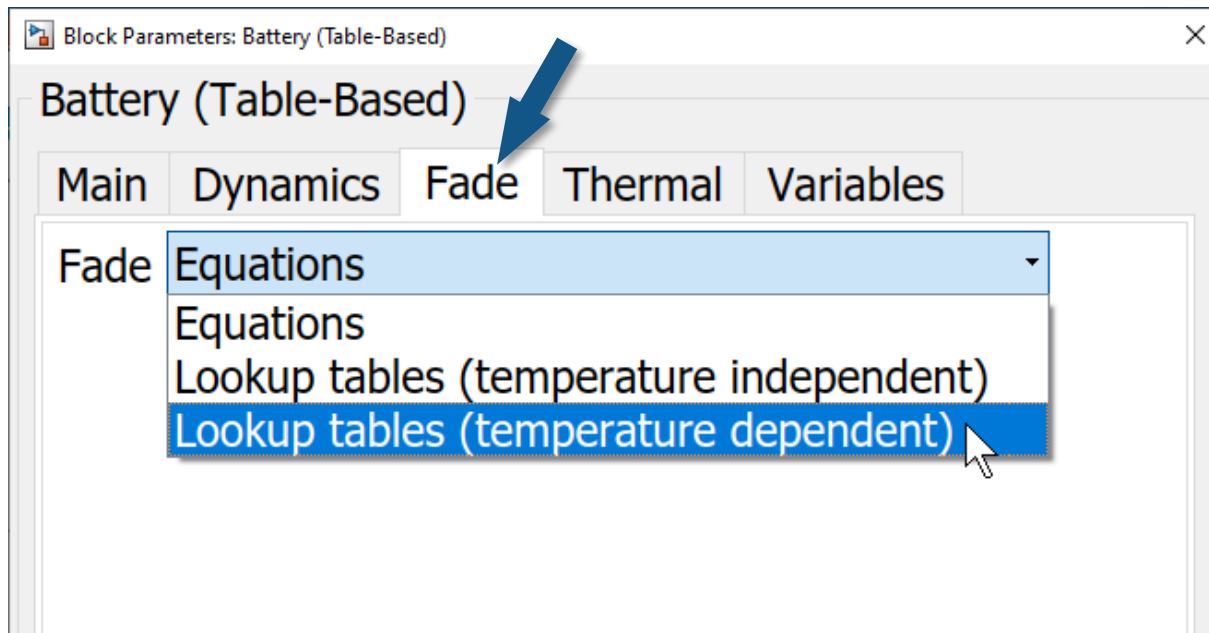 Block Parameters: Battery (Table-Based)
Battery (Table-Based)
Main Dynamics Fade Thermal Variables
Fade Equations
Equations
Lookup tables (temperature independent)
Lookup tables (temperature dependent)